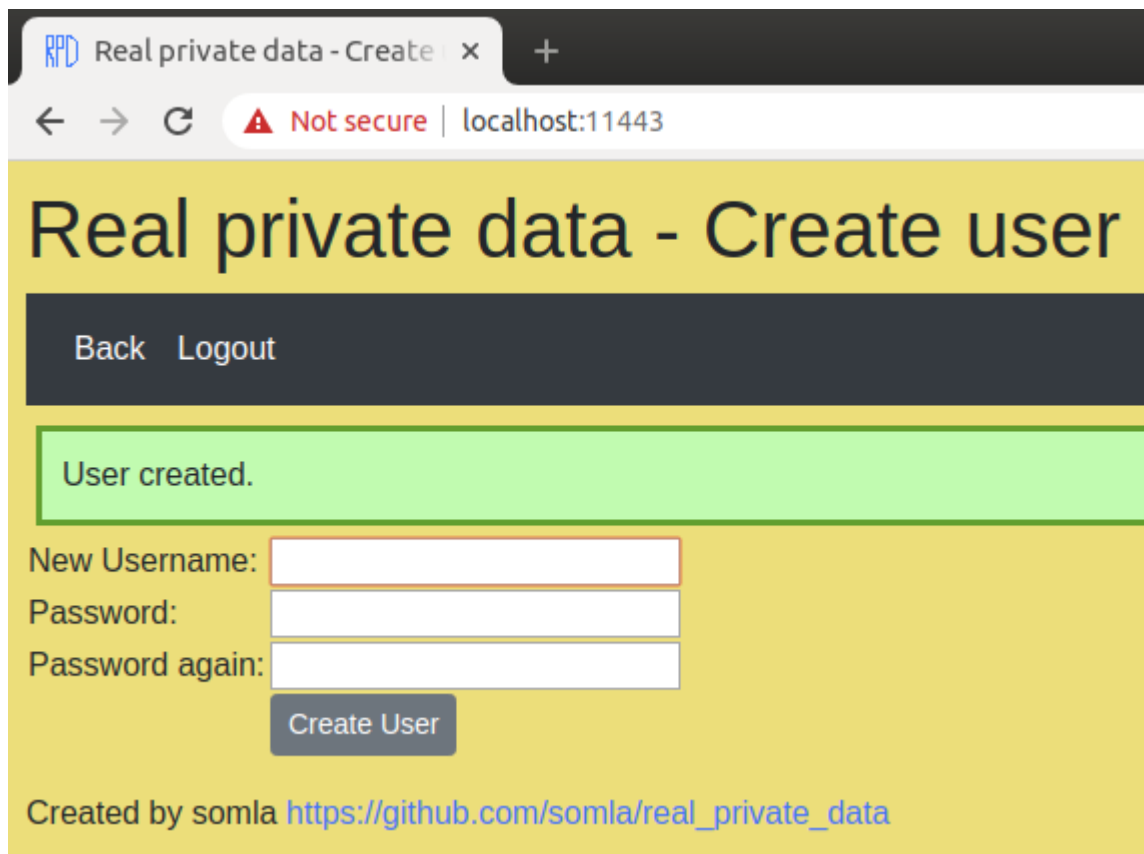 RPD Real private data - Create
Not secure | localhost:11443
Real private data - Create user
Back Logout
User created.
New Username:
Password:
Password again:
Create User
Created by somla https://github.com/somla/real_private_data